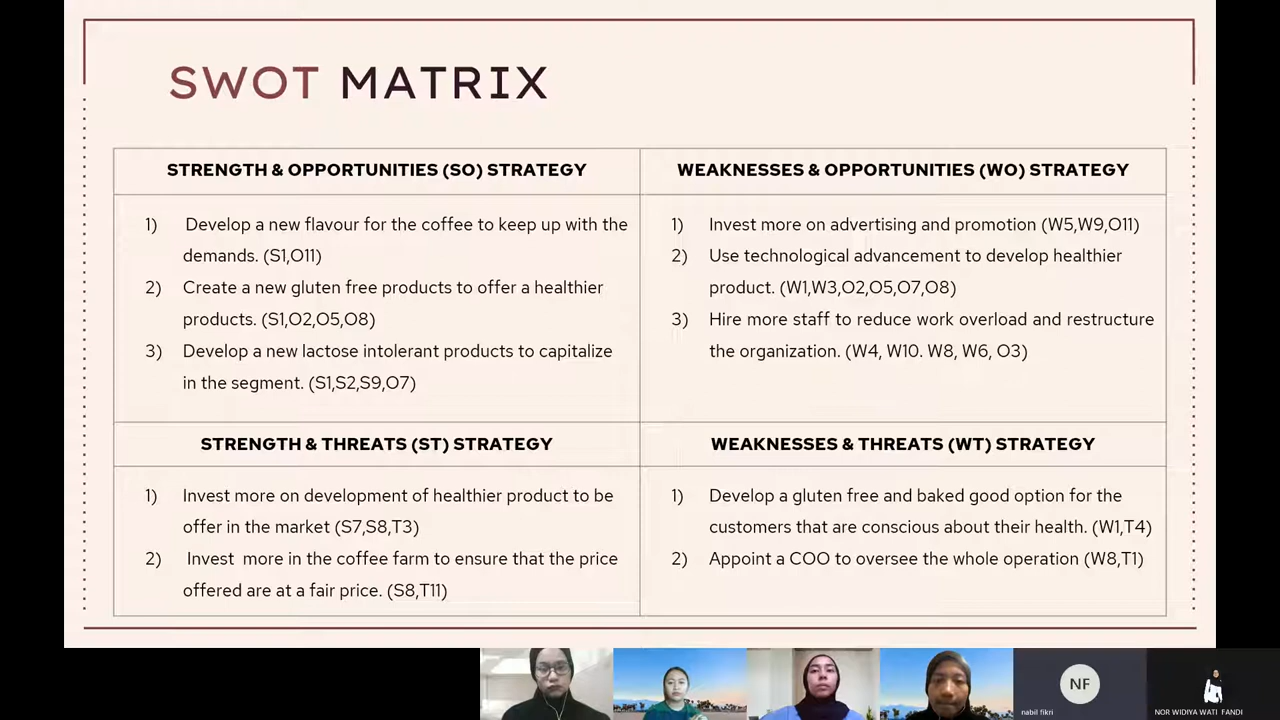 SWOT MATRIX
STRENGTH & OPPORTUNITIES (SO) STRATEGY
1) Develop a new flavour for the coffee to keep up with the
demands. (S1,O11)
2) Create a new gluten free products to offer a healthier
products. (S1,O2,O5,O8)
3) Develop a new lactose intolerant products to capitalize
in the segment. (S1,S2,S9,O7)
WEAKNESSES & OPPORTUNITIES (WO) STRATEGY
1) Invest more on advertising and promotion (W5,W9,O11)
2) Use technological advancement to develop healthier
product. (W1,W3,O2,O5,O7,O8)
3) Hire more staff to reduce work overload and restructure
the organization. (W4, W10. W8, W6, O3)
STRENGTH & THREATS (ST) STRATEGY
1) Invest more on development of healthier product to be
offer in the market (S7,S8,T3)
2) Invest more in the coffee farm to ensure that the price
offered are at a fair price. (S8,T11)
WEAKNESSES & THREATS (WT) STRATEGY
1) Develop a gluten free and baked good option for the
customers that are conscious about their health. (W1,T4)
2) Appoint a COO to oversee the whole operation (W8,T1)
NF
nabil fikri
NOR WIDIYA WATI FANDI